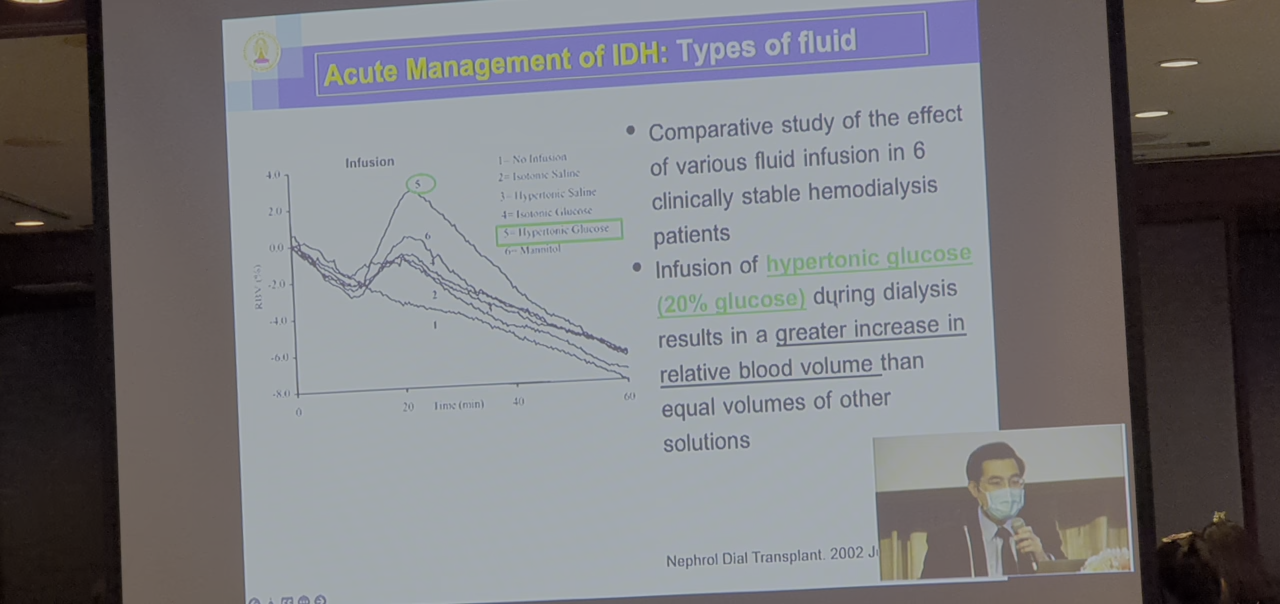 Acute Management of IDH: Types of fluid
Infusion
1= No Infusion
2= Isotonic Saline
3= Hypertonic Saline
4= Isotonic Glucose
5= Hypertonic Glucose
6= Mannitol
4.0
2.0
0.0
-2.0
-4.0
-6.0
-8.0
RBV (%)
5
6
2
1
0
20
Time (min)
40
60
• Comparative study of the effect
of various fluid infusion in 6
clinically stable hemodialysis
patients
• Infusion of hypertonic glucose
(20% glucose) during dialysis
results in a greater increase in
relative blood volume than
equal volumes of other
solutions
Nephrol Dial Transplant. 2002